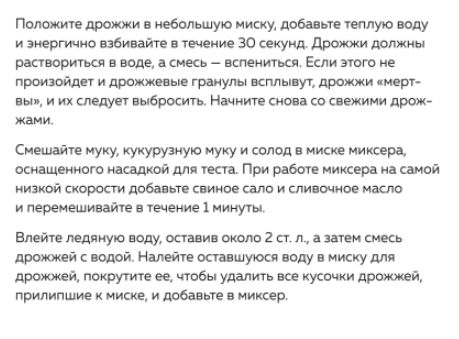 Положите дрожжи в небольшую миску, добавьте теплую воду
и энергично взбивайте в течение 30 секунд. Дрожжи должны
раствориться в воде, а смесь — вспениться. Если этого не
произойдет и дрожжевые гранулы всплывут, дрожжи «мерт-
вы», и их следует выбросить. Начните снова со свежими дрож-
жами.
Смешайте муку, кукурузную муку и солод в миске миксера,
оснащенного насадкой для теста. При работе миксера на самой
низкой скорости добавьте свиное сало и сливочное масло
и перемешивайте в течение 1 минуты.
Влейте ледяную воду, оставив около 2 ст. л., а затем смесь
дрожжей с водой. Налейте оставшуюся воду в миску для
дрожжей, покрутите ее, чтобы удалить все кусочки дрожжей,
прилипшие к миске, и добавьте в миксер.